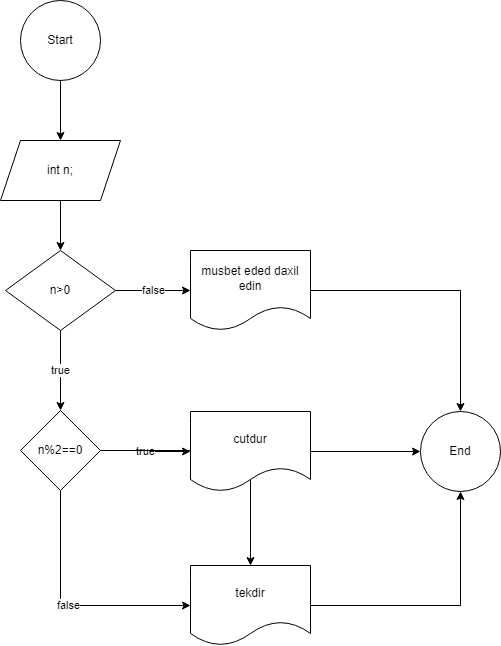 Start
int n;
n>0
false
musbet eded daxil
edin
true
n%2==0
true
cutdur
End
false
tekdir